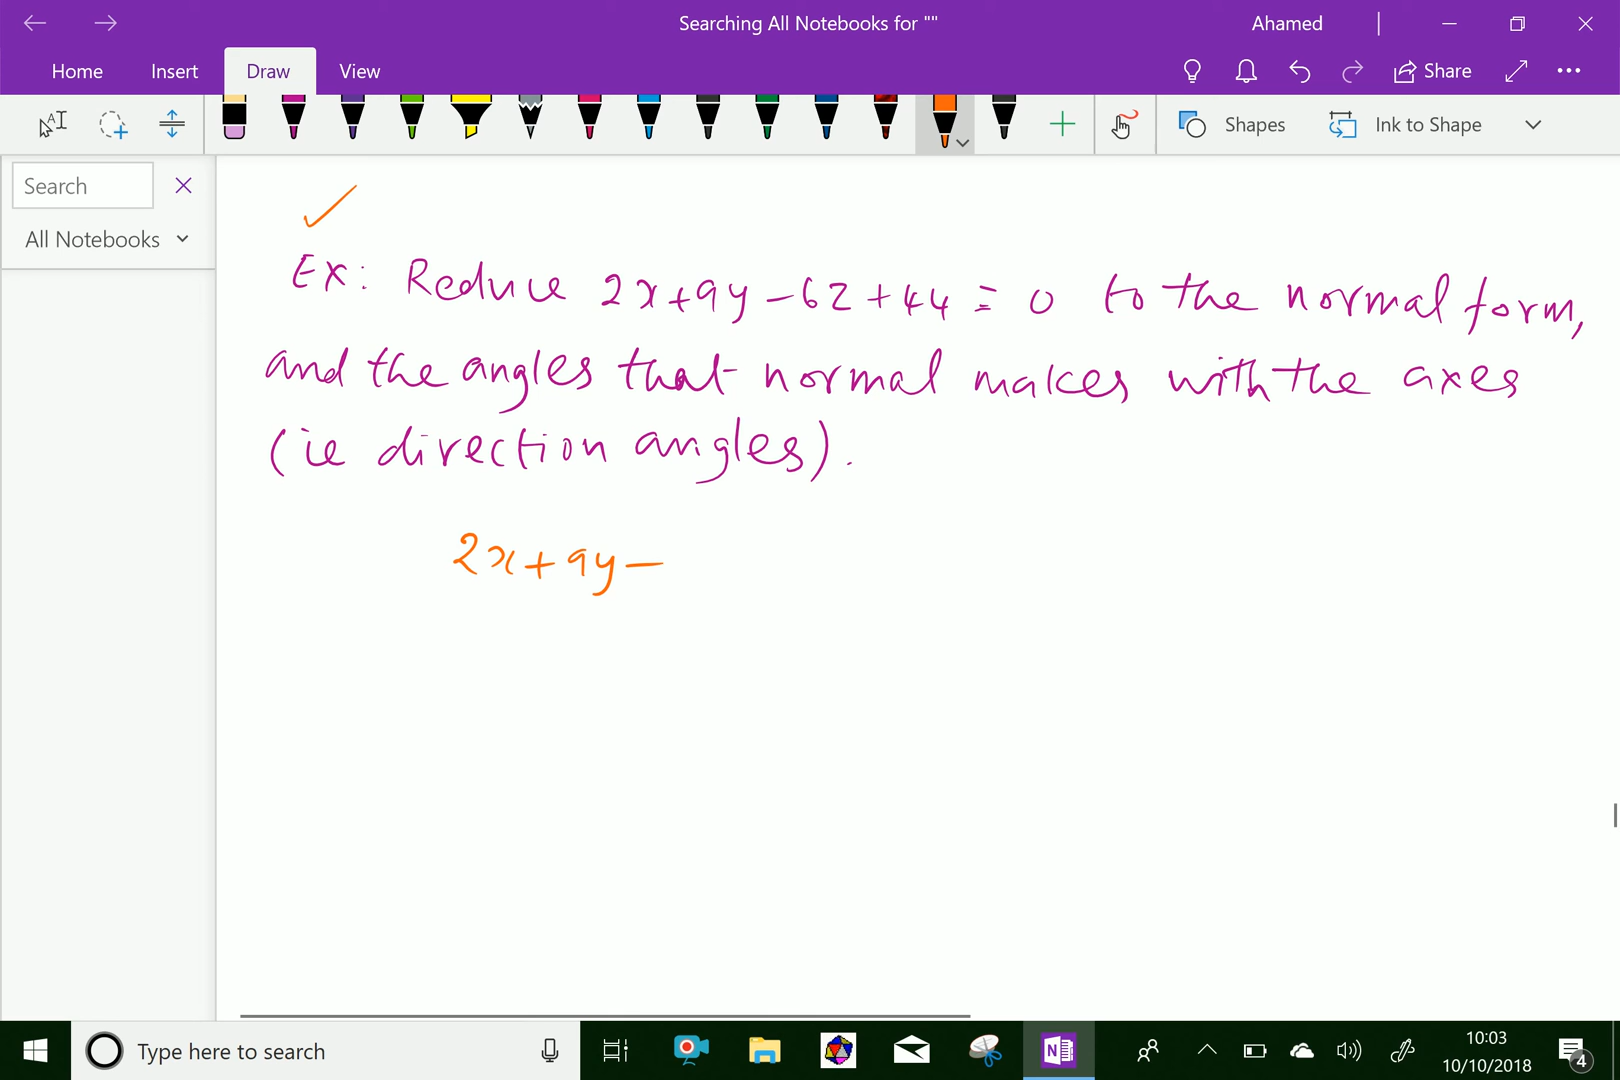 Searching All Notebooks for ""
Ahamed
Home Insert Draw View
Share
Shapes
Ink to Shape
Search
All Notebooks
Ex: Reduce 2x+9y-6z+44=0 to the normal form,
and the angles that normal makes with the axes
(ie direction angles).
2x+9y-
Type here to search
10:03
10/10/2018
4